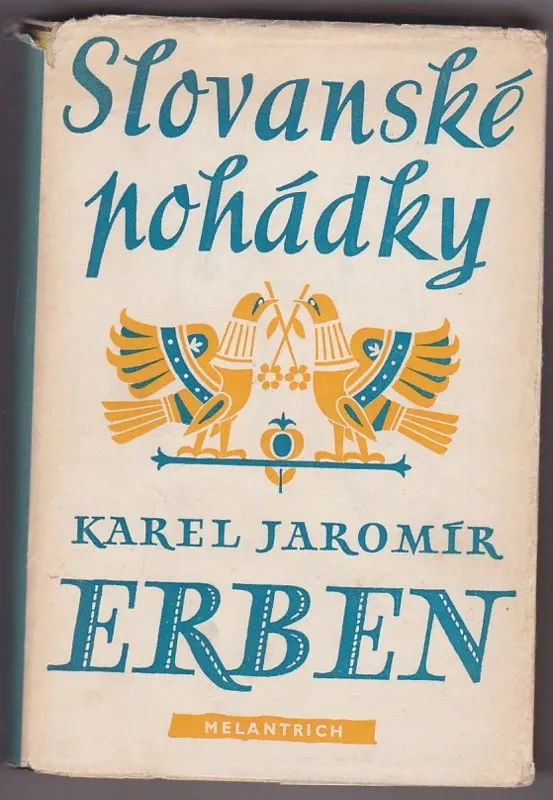 Slovanské
pohádky
KAREL JAROMÍR
ERBEN
MELANTRICH